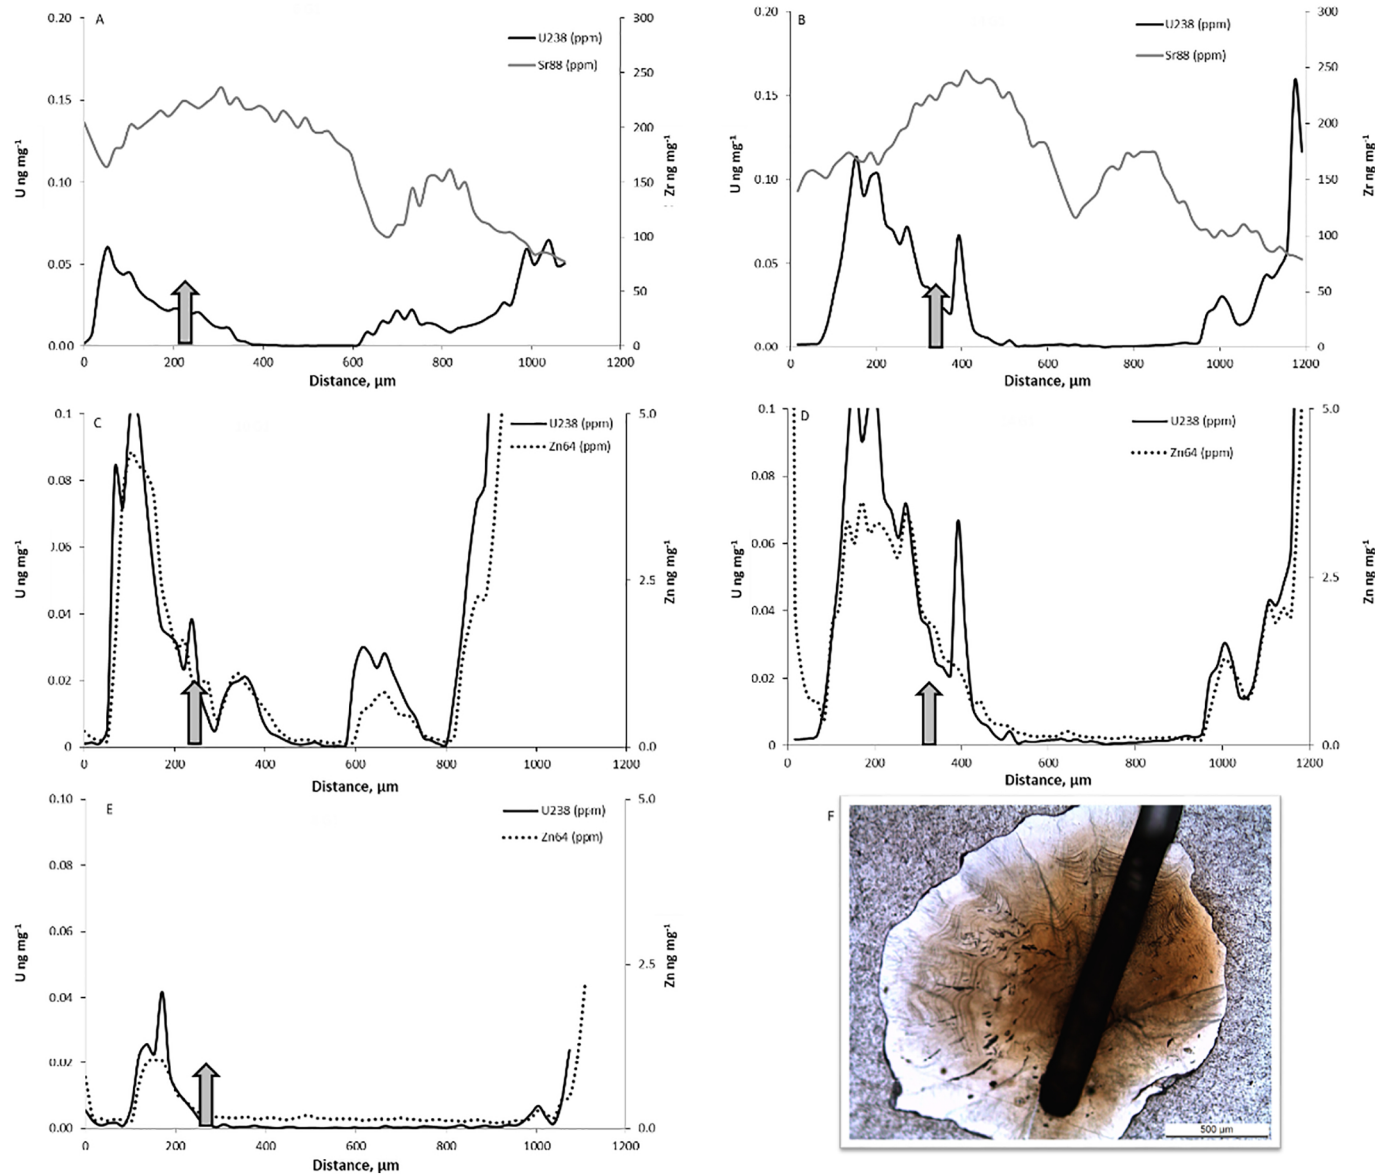 A
U238 (ppm)
Sr88 (ppm)
0.20
0.15
0.10
0.05
0.00
U ng mg-1
300
250
200
150
100
50
0
Zr ng mg-1
0 200 400 600 800 1000 1200
Distance, µm
B
U238 (ppm)
Sr88 (ppm)
0.20
0.15
0.10
0.05
0.00
U ng mg-1
300
250
200
150
100
50
0
Zr ng mg-1
0 200 400 600 800 1000 1200
Distance, µm
C
U238 (ppm)
Zn64 (ppm)
0.1
0.08
0.06
0.04
0.02
0
U ng mg-1
5.0
2.5
0.0
Zn ng mg-1
0 200 400 600 800 1000 1200
Distance, µm
D
U238 (ppm)
Zn64 (ppm)
0.1
0.08
0.06
0.04
0.02
0
U ng mg-1
5.0
2.5
0.0
Zn ng mg-1
0 200 400 600 800 1000 1200
Distance, µm
E
U238 (ppm)
Zn64 (ppm)
0.10
0.08
0.06
0.04
0.02
0.00
U ng mg-1
5.0
2.5
0.0
Zn ng mg-1
0 200 400 600 800 1000 1200
Distance, µm
F
500 µm